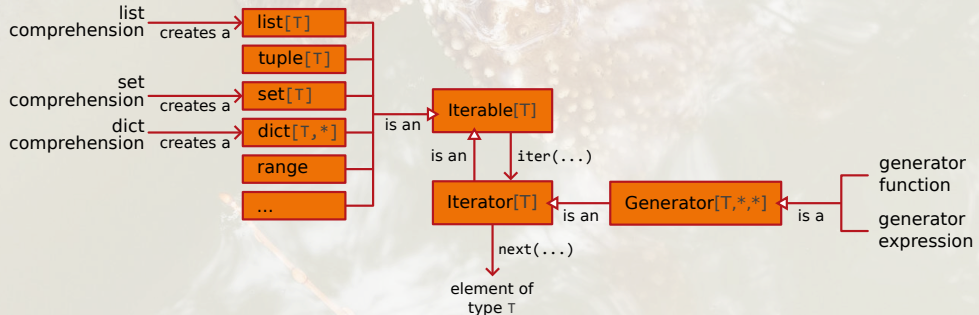 list
comprehension
creates a
list[T]
tuple[T]
set
comprehension
creates a
set[T]
dict
comprehension
creates a
dict[T,*]
range
...
is an
Iterable[T]
is an
iter(...)
Iterator[T]
is an
Generator[T,*,*]
is a
generator
function
generator
expression
next(...)
element of
type T